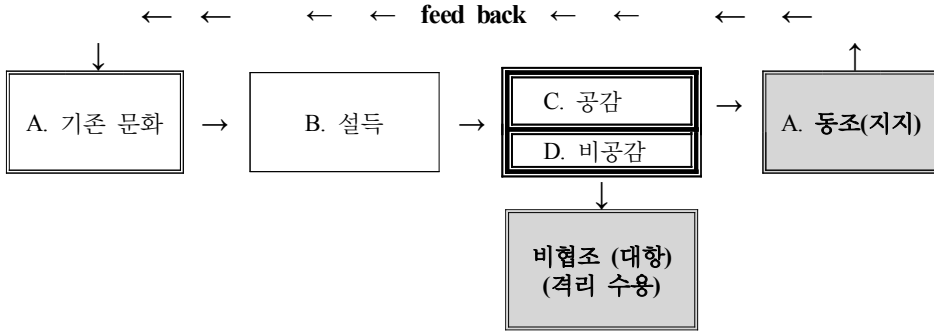 ← ← ← ← feed back ← ← ← ←
↓ ↑
A. 기존 문화 → B. 설득 → C. 공감 → A. 동조(지지)
D. 비공감
↓
비협조 (대항)
(격리 수용)